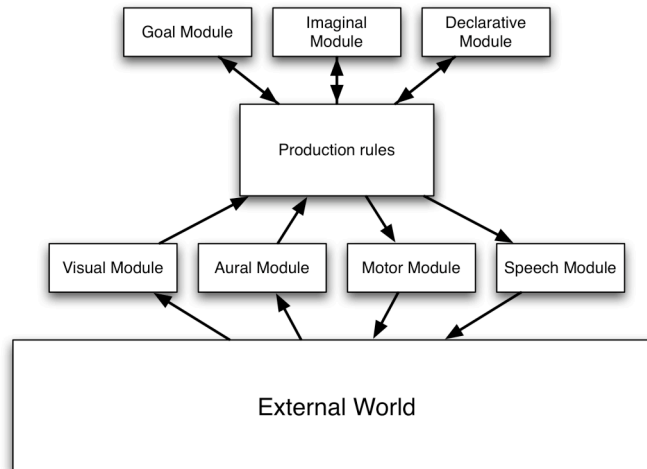 Goal Module
Imaginal
Module
Declarative
Module
Production rules
Visual Module
Aural Module
Motor Module
Speech Module
External World